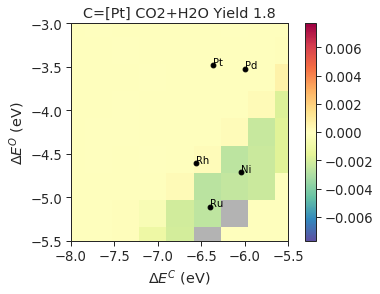 C=[Pt] CO2+H2O Yield 1.8
−3.0
−3.5
−4.0
−4.5
−5.0
−5.5
ΔE^O (eV)
Pt
Pd
Rh
Ni
Ru
−8.0 −7.5 −7.0 −6.5 −6.0 −5.5
ΔE^C (eV)
0.006
0.004
0.002
0.000
−0.002
−0.004
−0.006